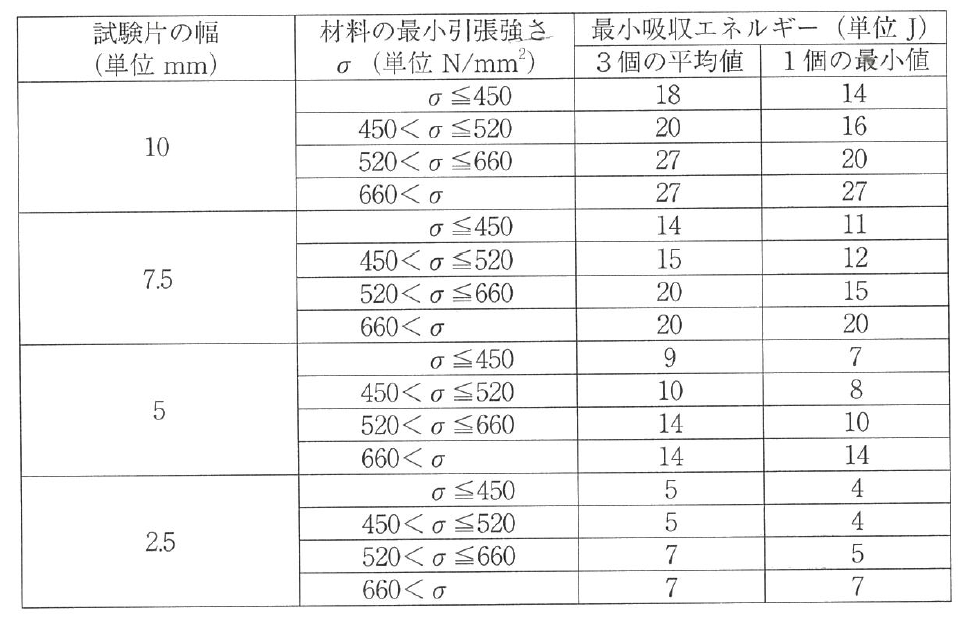 試験片の幅 材料の最小引張強さ 最小吸収エネルギー (単位 J)
(単位 mm) σ (単位 N/mm²) 3個の平均値 1個の最小値
10 σ≦450 18 14
450<σ≦520 20 16
520<σ≦660 27 20
660<σ 27 27
7.5 σ≦450 14 11
450<σ≦520 15 12
520<σ≦660 20 15
660<σ 20 20
5 σ≦450 9 7
450<σ≦520 10 8
520<σ≦660 14 10
660<σ 14 14
2.5 σ≦450 5 4
450<σ≦520 5 4
520<σ≦660 7 5
660<σ 7 7